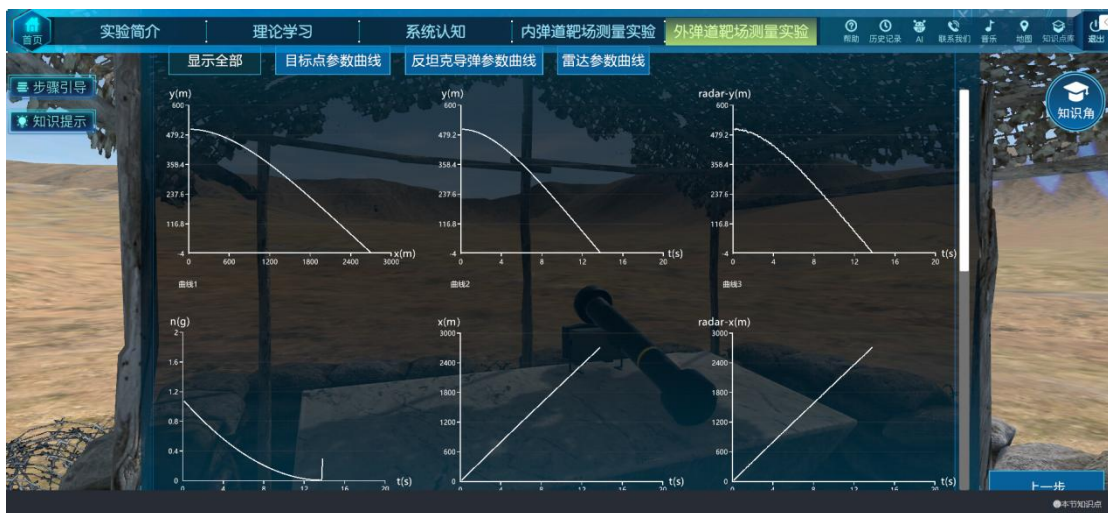 首页
实验简介
理论学习
系统认知
内弹道靶场测量实验
外弹道靶场测量实验
帮助
历史记录
AI
联系我们
音乐
地图
知识点库
退出
显示全部
目标点参数曲线
反坦克导弹参数曲线
雷达参数曲线
步骤引导
知识提示
知识角
y(m)
600
479.2
358.4
237.6
116.8
-4
0 600 1200 1800 2400 3000 x(m)
曲线1
y(m)
600
479.2
358.4
237.6
116.8
-4
0 4 8 12 16 20 t(s)
曲线2
radar-y(m)
600
479.2
358.4
237.6
116.8
-4
0 4 8 12 16 20 t(s)
曲线3
n(g)
2
1.6
1.2
0.8
0.4
0
0 4 8 12 16 20 t(s)
x(m)
3000
2400
1800
1200
600
0
0 4 8 12 16 20 t(s)
radar-x(m)
3000
2400
1800
1200
600
0
0 4 8 12 16 20 t(s)
上一步
本节知识点